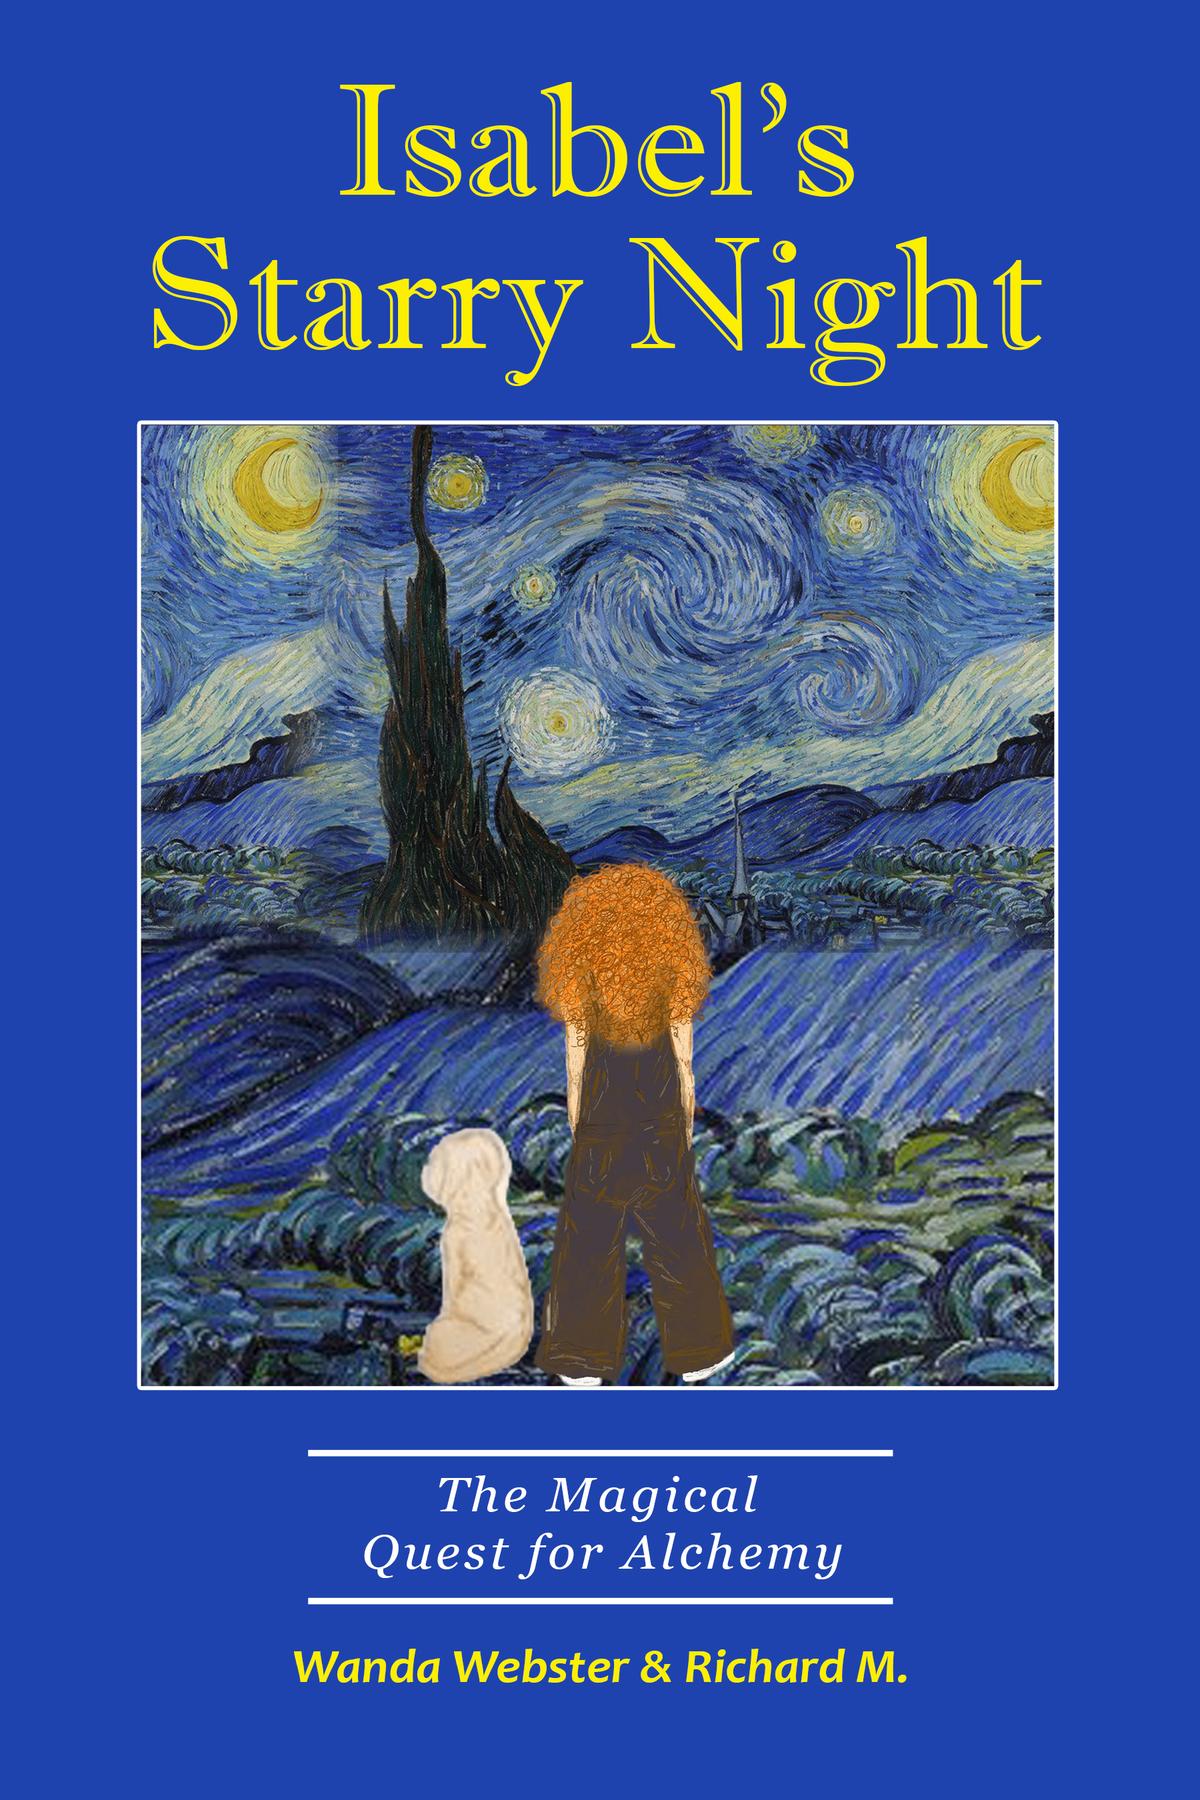 Isabel’s
Starry Night
The Magical
Quest for Alchemy
Wanda Webster & Richard M.